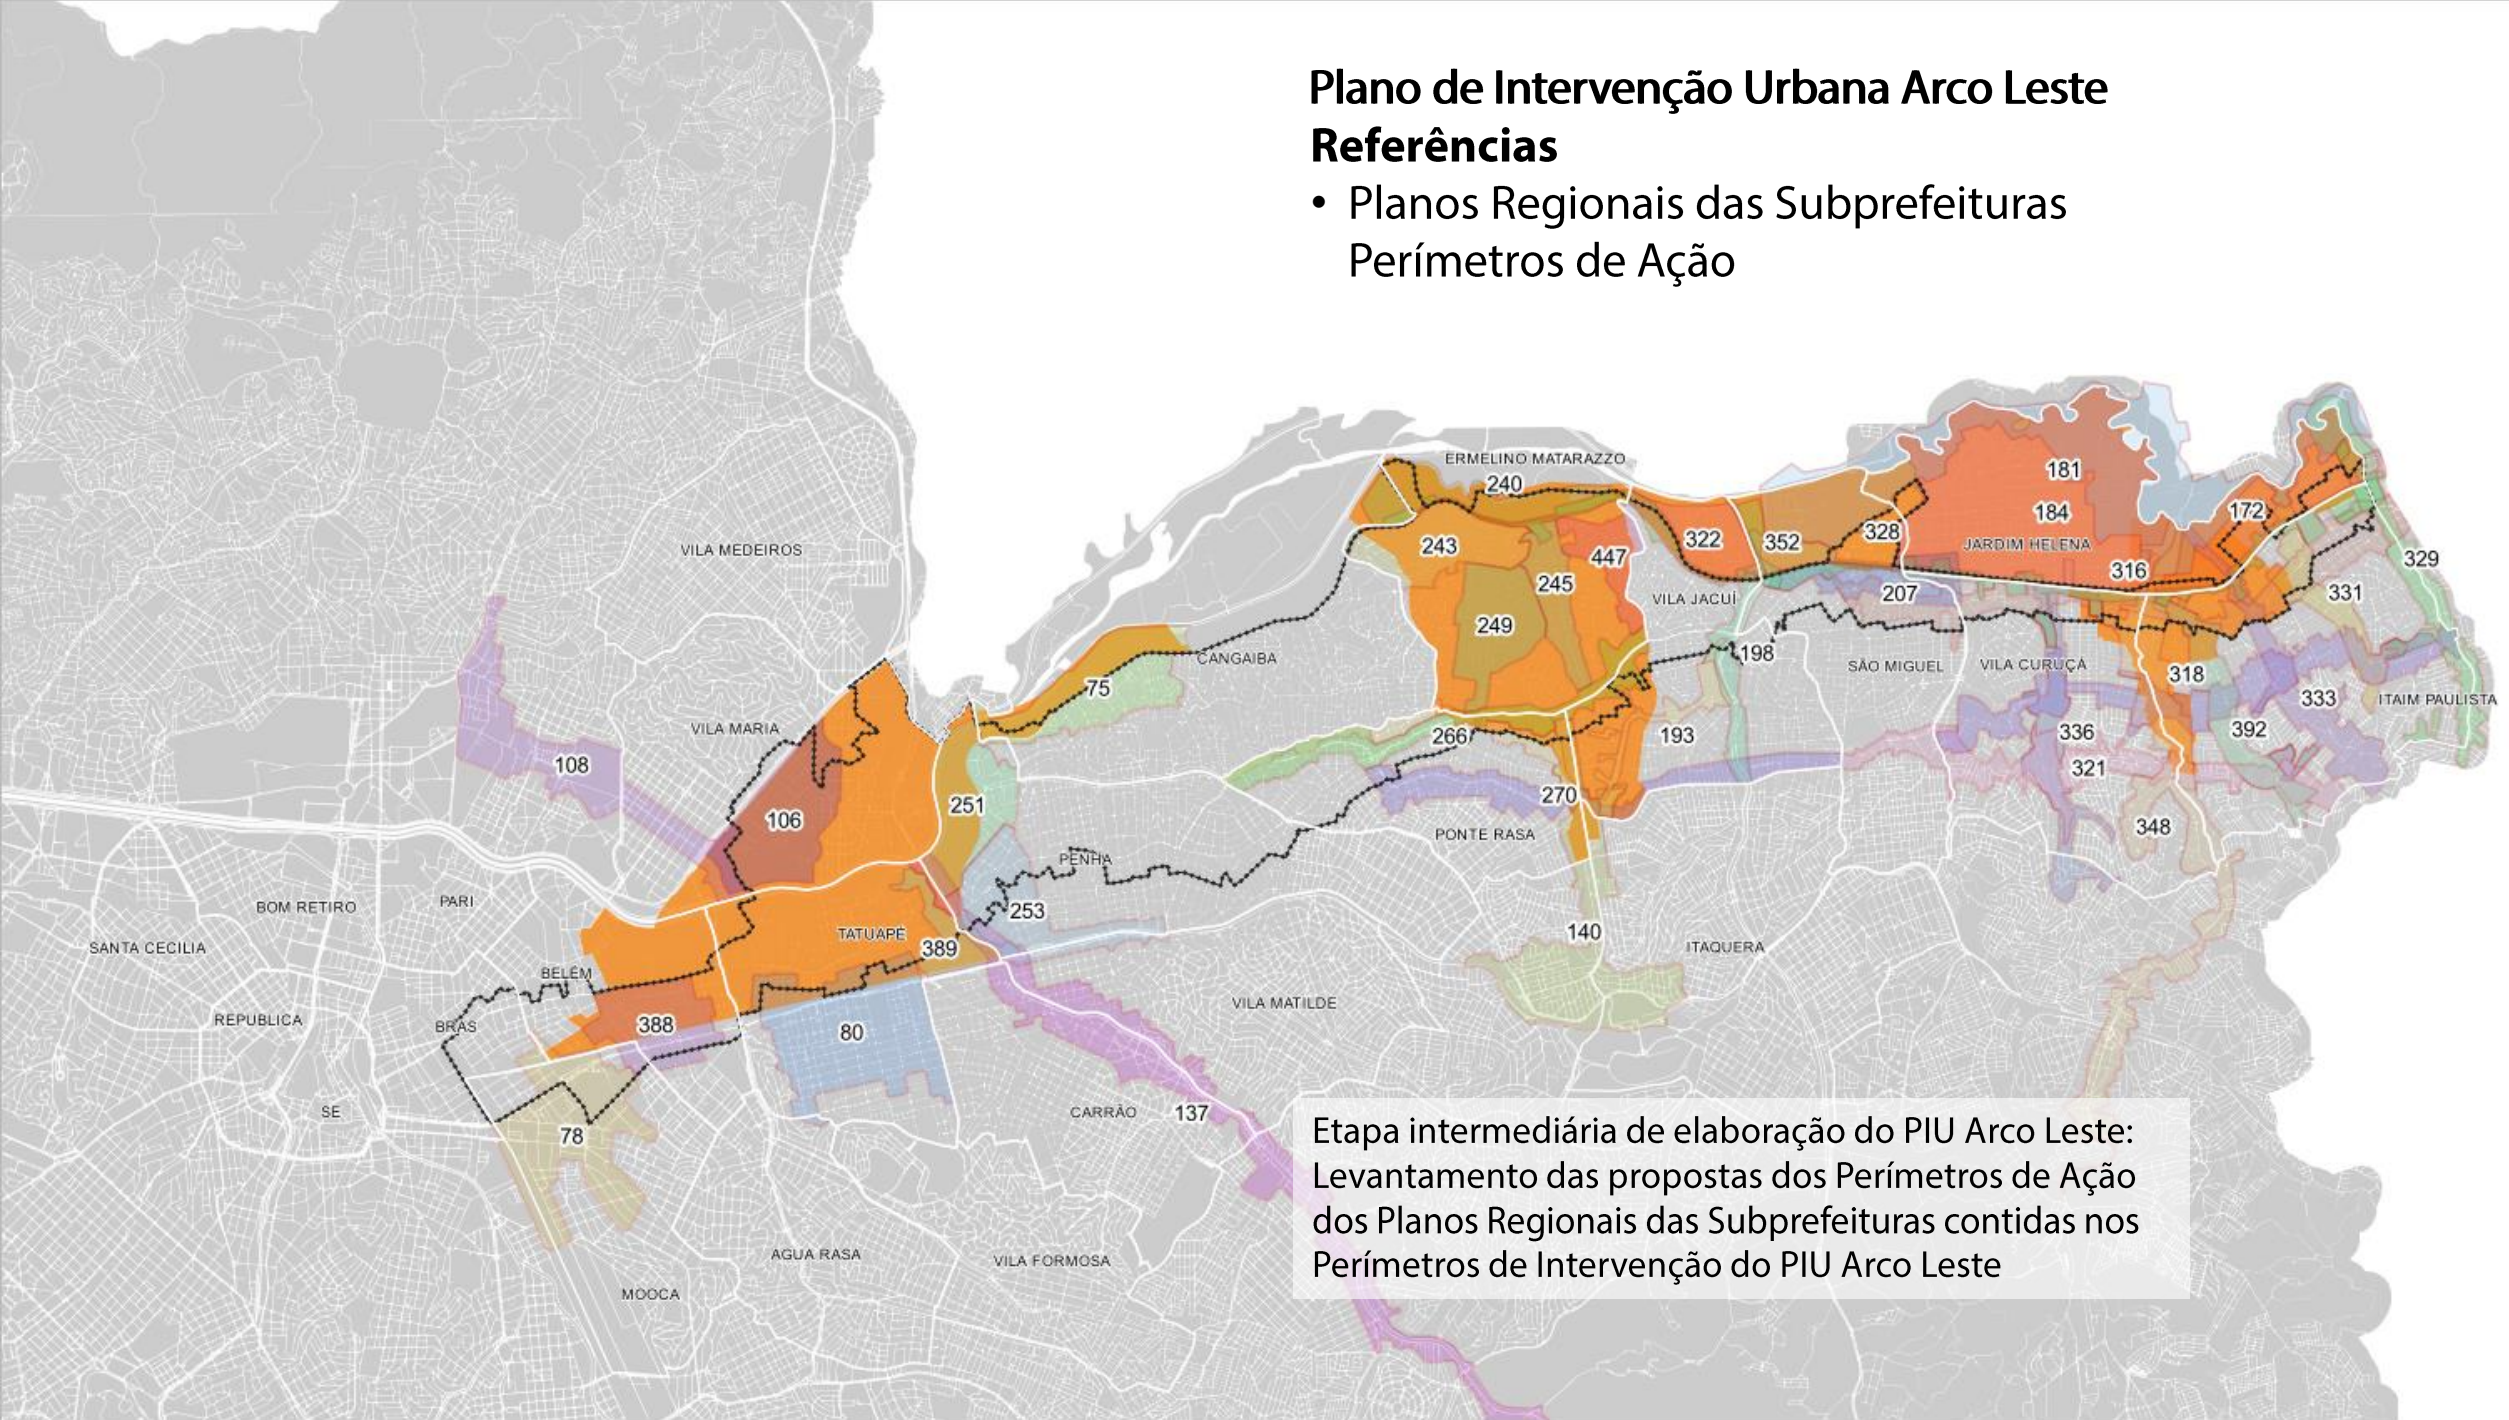 Plano de Intervenção Urbana Arco Leste
Referências
• Planos Regionais das Subprefeituras
Perímetros de Ação
ERMELINO MATARAZZO
181
240
184
172
322
328
243
352
JARDIM HELENA
VILA MEDEIROS
447
329
316
245
207
331
VILA JACUÍ
249
198
CANGAIBA
SÃO MIGUEL
VILA CURUÇÁ
318
75
333
ITAIM PAULISTA
VILA MARIA
266
193
336
392
108
321
270
251
106
348
PONTE RASA
PENHA
PARI
BOM RETIRO
253
140
TATUAPÉ
389
SANTA CECILIA
ITAQUERA
BELÉM
VILA MATILDE
REPUBLICA
BRÁS
388
80
SE
CARRÃO
137
78
AGUA RASA
VILA FORMOSA
MOOCA
Etapa intermediária de elaboração do PIU Arco Leste:
Levantamento das propostas dos Perímetros de Ação
dos Planos Regionais das Subprefeituras contidas nos
Perímetros de Intervenção do PIU Arco Leste